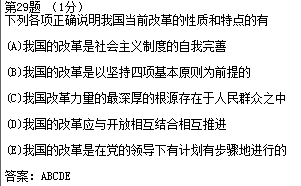 第29题 （1分）
下列各项正确说明我国当前改革的性质和特点的有
(A)我国的改革是社会主义制度的自我完善
(B)我国的改革是以坚持四项基本原则为前提的
(C)我国改革力量的最深厚的根源存在于人民群众之中
(D)我国的改革应与开放相互结合相互推进
(E)我国的改革是在党的领导下有计划有步骤地进行的
答案：ABCDE